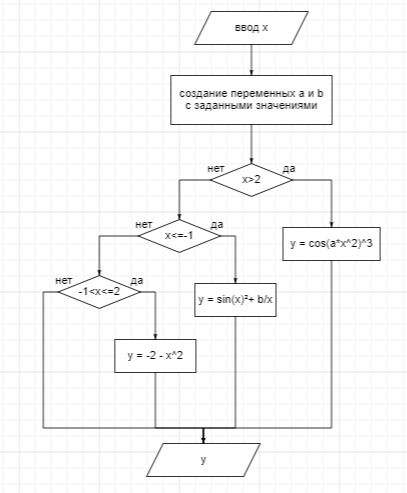 ввод x
создание переменных a и b
с заданными значениями
нет
x>2
да
нет
x<=-1
да
y = cos(a*x^2)^3
нет
-1<x<=2
да
y = sin(x)²+ b/x
y = -2 - x^2
y